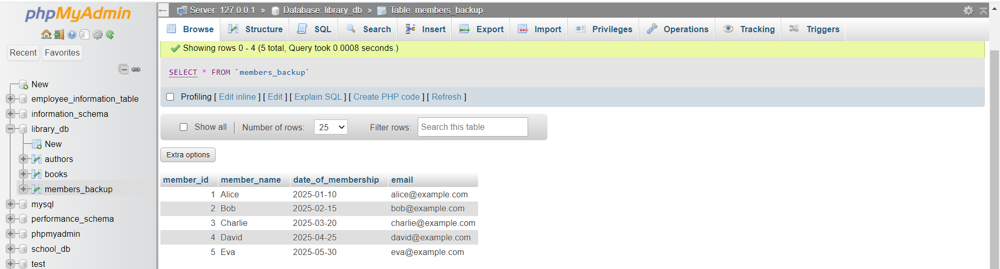 phpMyAdmin
Recent Favorites
New
employee_information_table
information_schema
library_db
New
authors
books
members_backup
mysql
performance_schema
phpmyadmin
school_db
test
Server: 127.0.0.1 » Database: library_db » Table: members_backup
Browse Structure SQL Search Insert Export Import Privileges Operations Tracking Triggers
Showing rows 0 - 4 (5 total, Query took 0.0008 seconds.)
SELECT * FROM `members_backup`
Profiling [ Edit inline ] [ Edit ] [ Explain SQL ] [ Create PHP code ] [ Refresh ]
Show all Number of rows: 25 Filter rows: Search this table
Extra options
member_id member_name date_of_membership email
1 Alice 2025-01-10 alice@example.com
2 Bob 2025-02-15 bob@example.com
3 Charlie 2025-03-20 charlie@example.com
4 David 2025-04-25 david@example.com
5 Eva 2025-05-30 eva@example.com